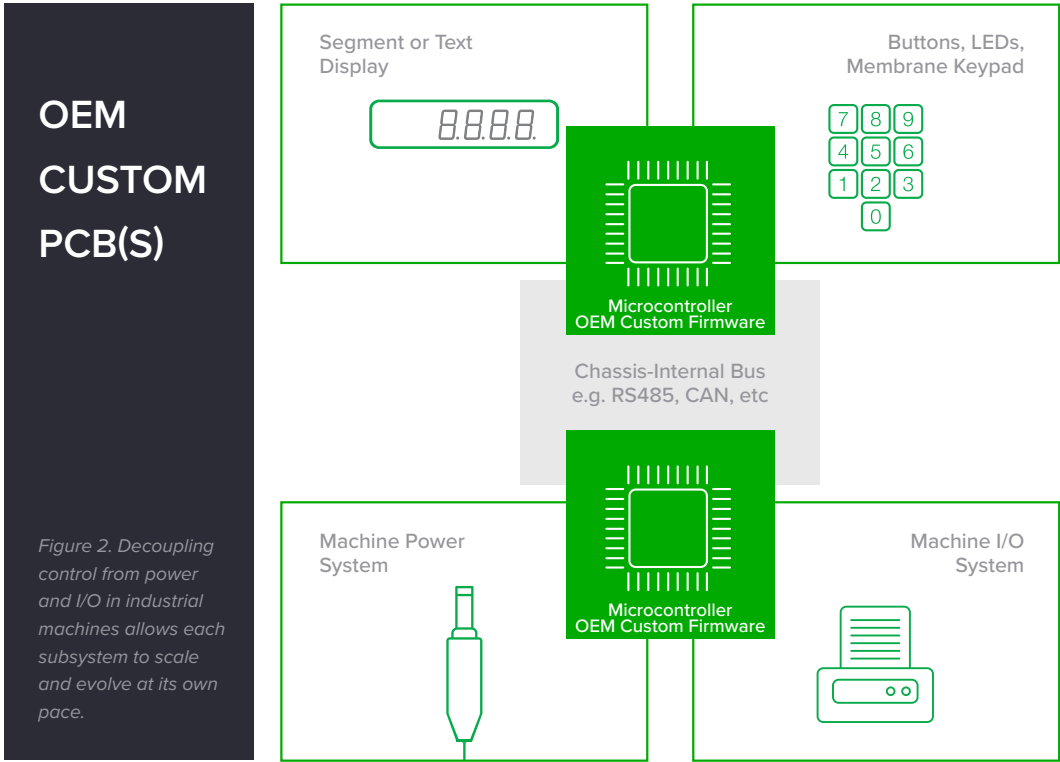 OEM
CUSTOM
PCB(S)
Figure 2. Decoupling
control from power
and I/O in industrial
machines allows each
subsystem to scale
and evolve at its own
pace.
Segment or Text
Display
8.8.8.8.
Buttons, LEDs,
Membrane Keypad
7 8 9
4 5 6
1 2 3
0
Microcontroller
OEM Custom Firmware
Chassis-Internal Bus
e.g. RS485, CAN, etc
Microcontroller
OEM Custom Firmware
Machine Power
System
Machine I/O
System